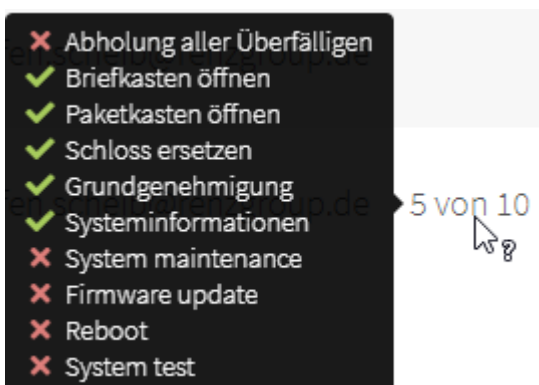 Abholung aller Überfälligen
Briefkasten öffnen
Paketkasten öffnen
Schloss ersetzen
Grundgenehmigung
Systeminformationen
System maintenance
Firmware update
Reboot
System test
5 von 10